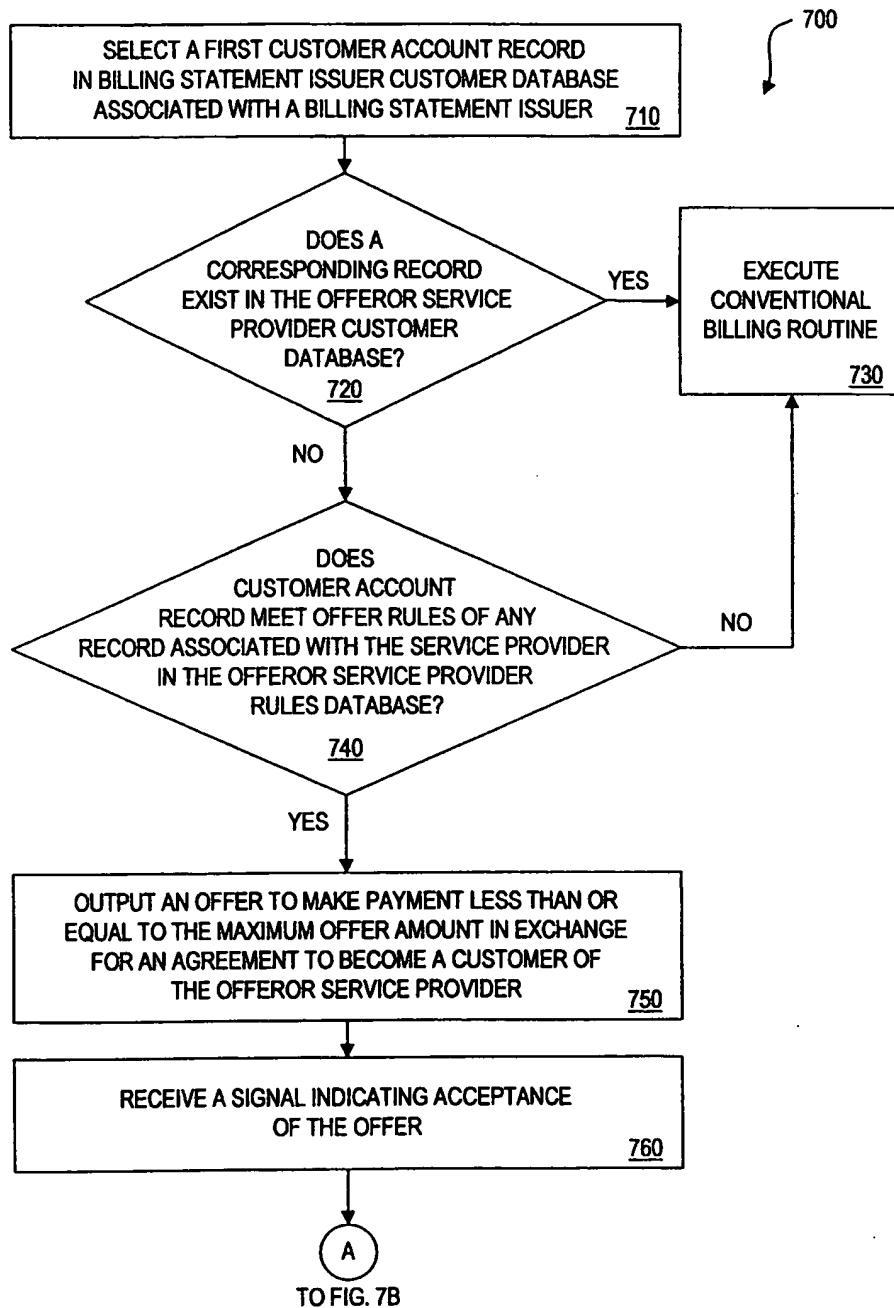 700
SELECT A FIRST CUSTOMER ACCOUNT RECORD
IN BILLING STATEMENT ISSUER CUSTOMER DATABASE
ASSOCIATED WITH A BILLING STATEMENT ISSUER
710
DOES A
CORRESPONDING RECORD
EXIST IN THE OFFEROR SERVICE
PROVIDER CUSTOMER
DATABASE?
720
YES
EXECUTE
CONVENTIONAL
BILLING ROUTINE
730
NO
DOES
CUSTOMER ACCOUNT
RECORD MEET OFFER RULES OF ANY
RECORD ASSOCIATED WITH THE SERVICE PROVIDER
IN THE OFFEROR SERVICE PROVIDER
RULES DATABASE?
740
NO
YES
OUTPUT AN OFFER TO MAKE PAYMENT LESS THAN OR
EQUAL TO THE MAXIMUM OFFER AMOUNT IN EXCHANGE
FOR AN AGREEMENT TO BECOME A CUSTOMER OF
THE OFFEROR SERVICE PROVIDER
750
RECEIVE A SIGNAL INDICATING ACCEPTANCE
OF THE OFFER
760
A
TO FIG. 7B